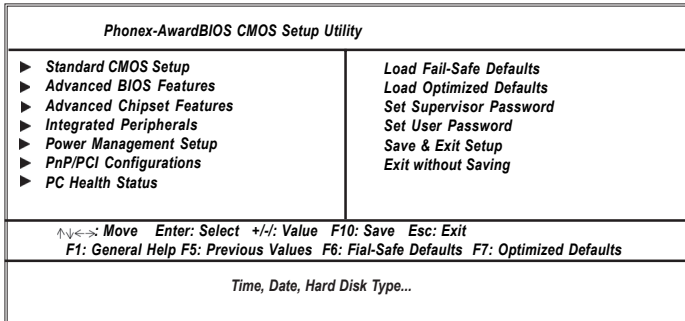 Phonex-AwardBIOS CMOS Setup Utility
► Standard CMOS Setup
► Advanced BIOS Features
► Advanced Chipset Features
► Integrated Peripherals
► Power Management Setup
► PnP/PCI Configurations
► PC Health Status
Load Fail-Safe Defaults
Load Optimized Defaults
Set Supervisor Password
Set User Password
Save & Exit Setup
Exit without Saving
↑↓←→: Move Enter: Select +/-/: Value F10: Save Esc: Exit
F1: General Help F5: Previous Values F6: Fial-Safe Defaults F7: Optimized Defaults
Time, Date, Hard Disk Type...